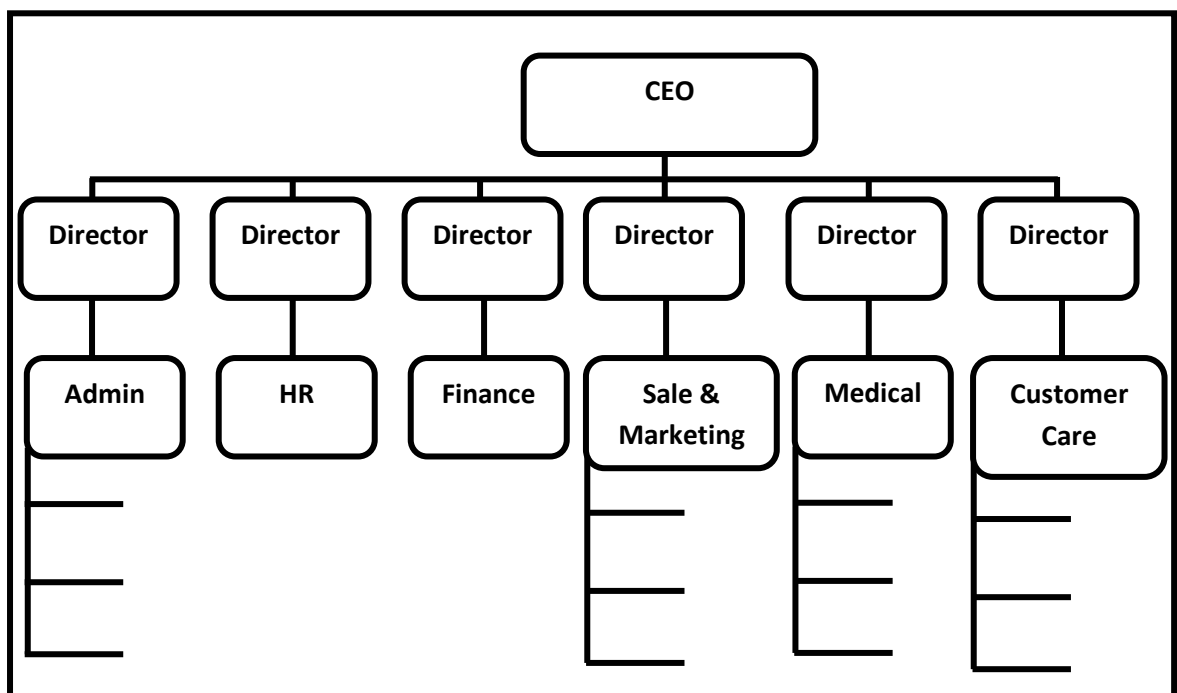 CEO
Director
Director
Director
Director
Director
Director
Admin
HR
Finance
Sale &
Marketing
Medical
Customer
Care